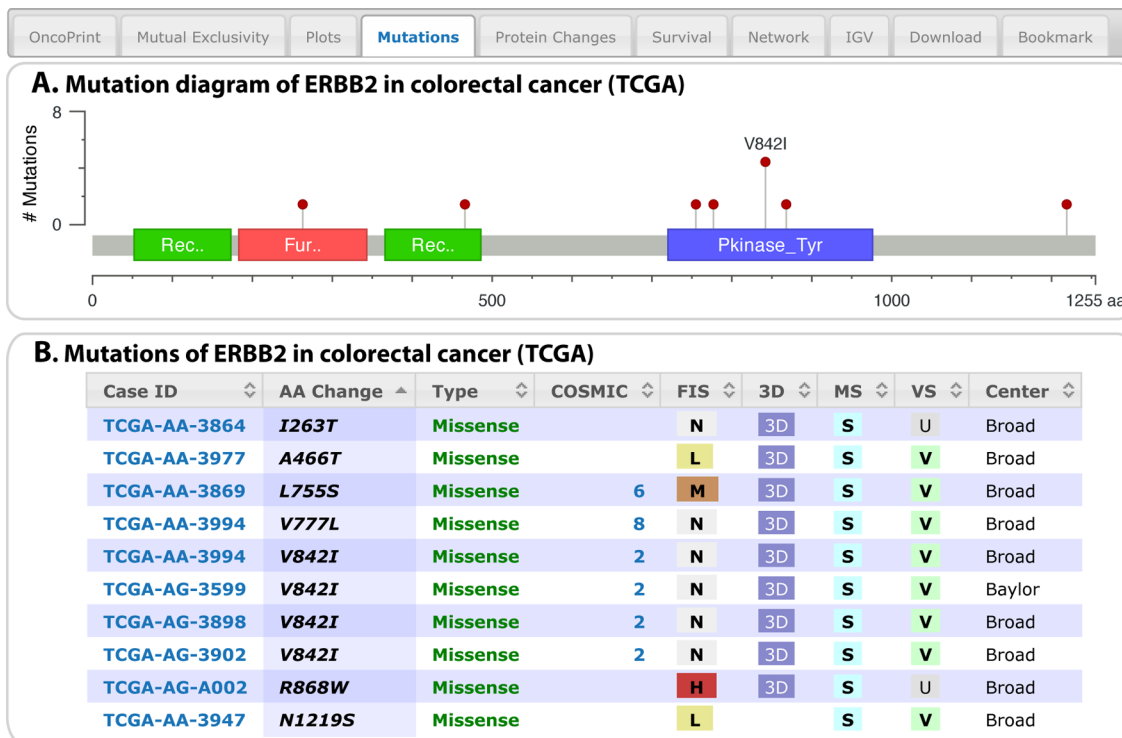 OncoPrint Mutual Exclusivity Plots Mutations Protein Changes Survival Network IGV Download Bookmark
A. Mutation diagram of ERBB2 in colorectal cancer (TCGA)
8
# Mutations
V842I
0
Rec.. Fur.. Rec.. Pkinase_Tyr
0 500 1000 1255 aa
B. Mutations of ERBB2 in colorectal cancer (TCGA)
Case ID AA Change Type COSMIC FIS 3D MS VS Center
TCGA-AA-3864 I263T Missense N 3D S U Broad
TCGA-AA-3977 A466T Missense L 3D S V Broad
TCGA-AA-3869 L755S Missense 6 M 3D S V Broad
TCGA-AA-3994 V777L Missense 8 N 3D S V Broad
TCGA-AA-3994 V842I Missense 2 N 3D S V Broad
TCGA-AG-3599 V842I Missense 2 N 3D S V Baylor
TCGA-AG-3898 V842I Missense 2 N 3D S V Broad
TCGA-AG-3902 V842I Missense 2 N 3D S V Broad
TCGA-AG-A002 R868W Missense H 3D S U Broad
TCGA-AA-3947 N1219S Missense L S V Broad